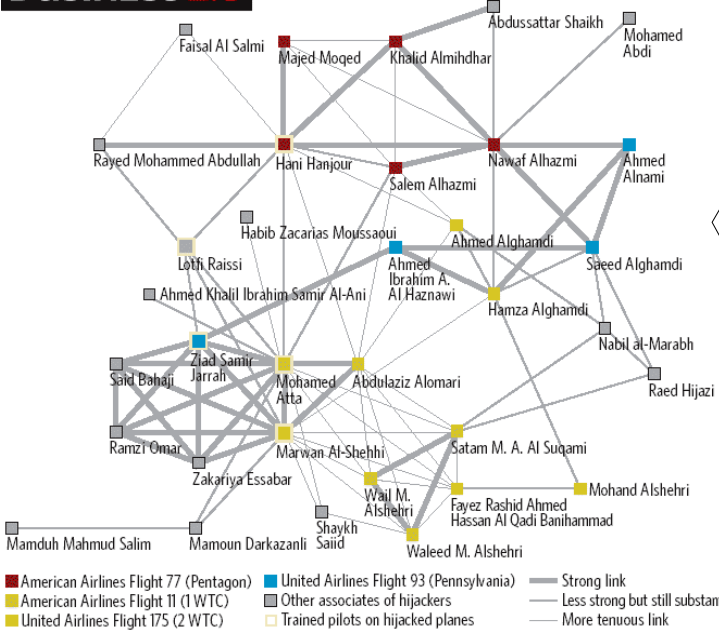 Abdussattar Shaikh
Faisal Al Salmi
Majed Moqed
Khalid Almihdhar
Mohamed
Abdi
Rayed Mohammed Abdullah
Hani Hanjour
Salem Alhazmi
Nawaf Alhazmi
Ahmed
Alnami
Habib Zacarias Moussaoui
Ahmed Alghamdi
Lotfi Raissi
Ahmed
Ibrahim A.
Al Haznawi
Saeed Alghamdi
Ahmed Khalil Ibrahim Samir Al-Ani
Hamza Alghamdi
Nabil al-Marabh
Said Bahaji
Ziad Samir
Jarrah
Mohamed
Atta
Abdulaziz Alomari
Raed Hijazi
Ramzi Omar
Marwan Al-Shehhi
Satam M. A. Al Suqami
Zakariya Essabar
Wail M.
Alshehri
Fayez Rashid Ahmed
Hassan Al Qadi Banihammad
Mohand Alshehri
Mamduh Mahmud Salim
Mamoun Darkazanli
Shaykh
Saiid
Waleed M. Alshehri
American Airlines Flight 77 (Pentagon)
United Airlines Flight 93 (Pennsylvania)
Strong link
American Airlines Flight 11 (1 WTC)
Other associates of hijackers
Less strong but still
United Airlines Flight 175 (2 WTC)
Trained pilots on hijacked planes
More tenuous link